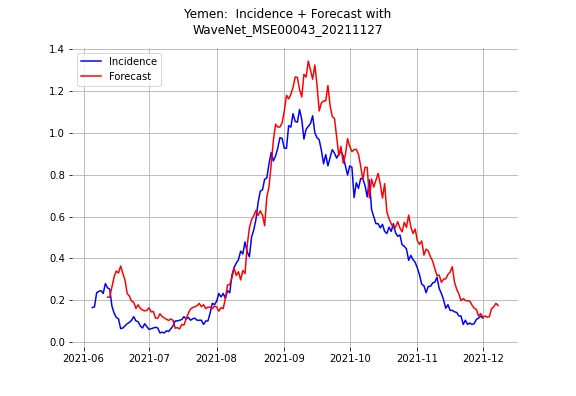 Yemen:  Incidence + Forecast with
WaveNet_MSE00043_20211127
Incidence
Forecast
1.4
1.2
1.0
0.8
0.6
0.4
0.2
0.0
2021-06 2021-07 2021-08 2021-09 2021-10 2021-11 2021-12